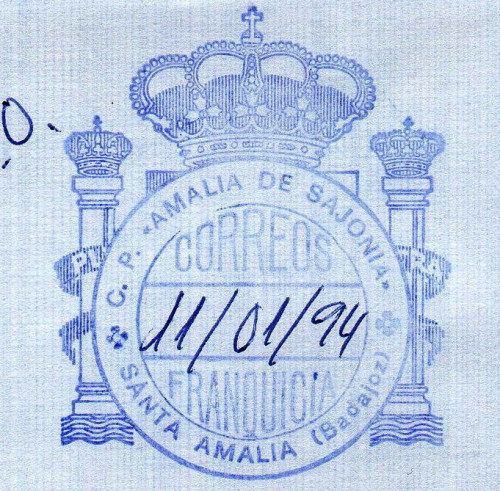 O.
C. P. «AMALIA DE SAJONIA»
CORREOS
11/01/94
FRANQUICIA
SANTA AMALIA (Badajoz)